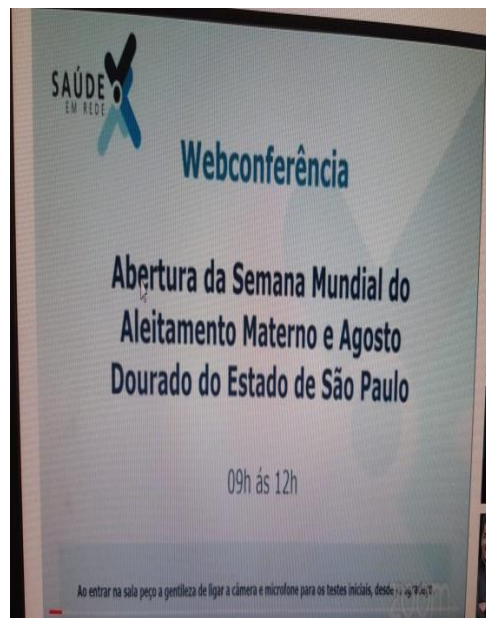 SAÚDE
EM REDE
Webconferência
Abertura da Semana Mundial do
Aleitamento Materno e Agosto
Dourado do Estado de São Paulo
09h ás 12h
Ao entrar na sala peço a gentileza de ligar a câmera e microfone para os testes iniciais, desde
zoom